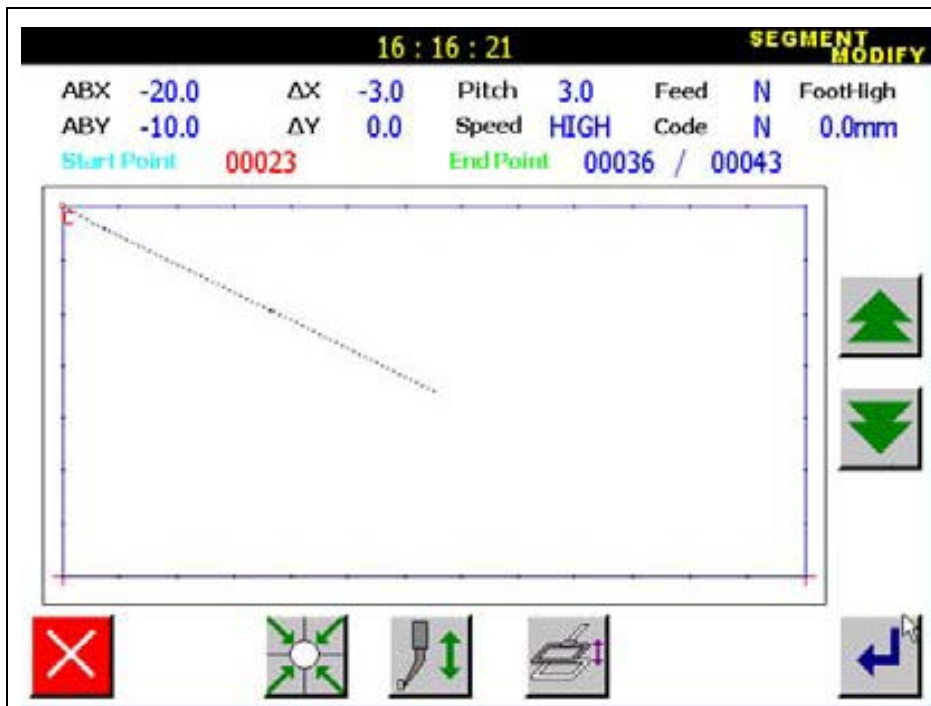 16 : 16 : 21
SEGMENT
MODIFY
ABX -20.0 ΔX -3.0 Pitch 3.0 Feed N FootHigh
ABY -10.0 ΔY 0.0 Speed HIGH Code N 0.0mm
Start Point 00023 End Point 00036 / 00043
C